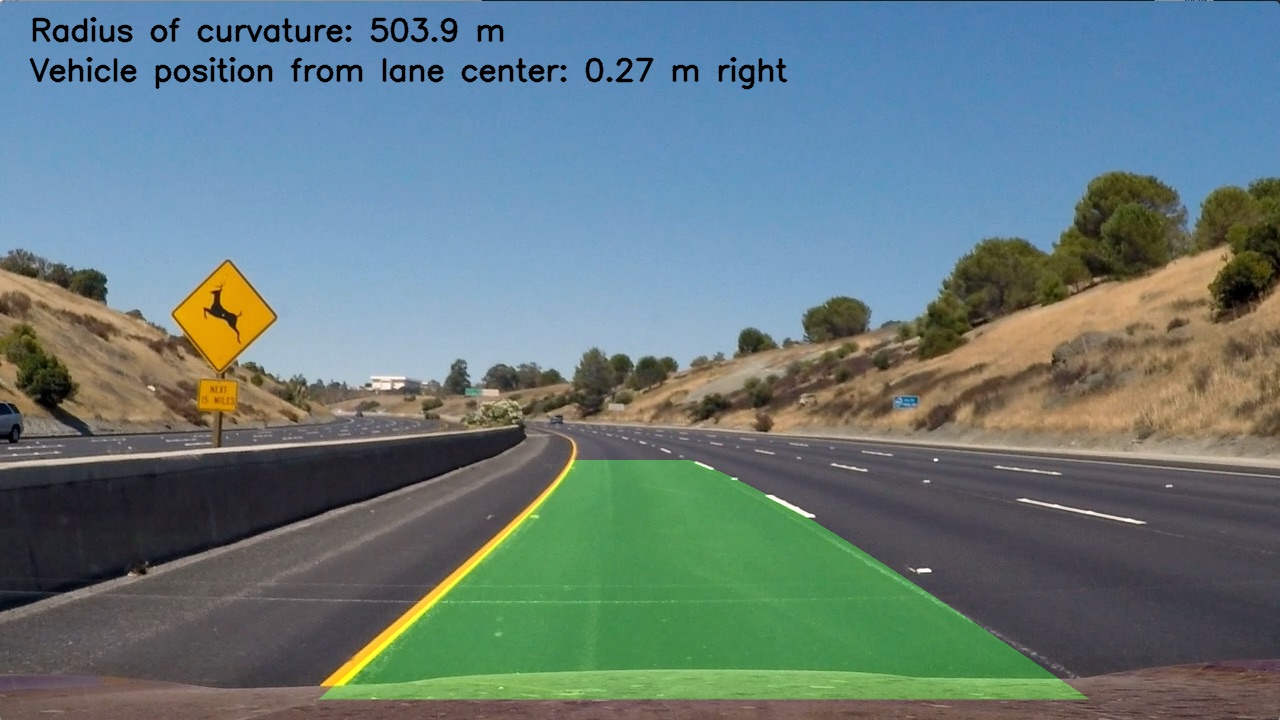 Radius of curvature: 503.9 m
Vehicle position from lane center: 0.27 m right
NEXT
15 MILES